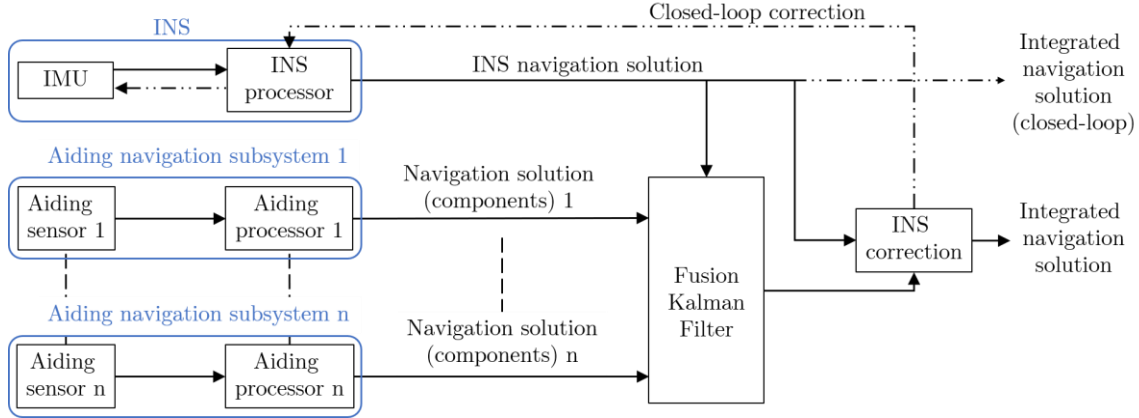 Closed-loop correction
INS
IMU
INS
processor
INS navigation solution
Integrated
navigation
solution
(closed-loop)
Aiding navigation subsystem 1
Aiding
sensor 1
Aiding
processor 1
Navigation solution
(components) 1
Fusion
Kalman
Filter
INS
correction
Integrated
navigation
solution
Aiding navigation subsystem n
Aiding
sensor n
Aiding
processor n
Navigation solution
(components) n